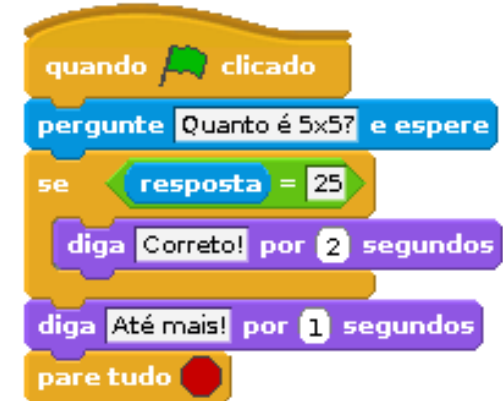 quando clicado
pergunte Quanto é 5x5? e espere
se resposta = 25
diga Correto! por 2 segundos
diga Até mais! por 1 segundos
pare tudo